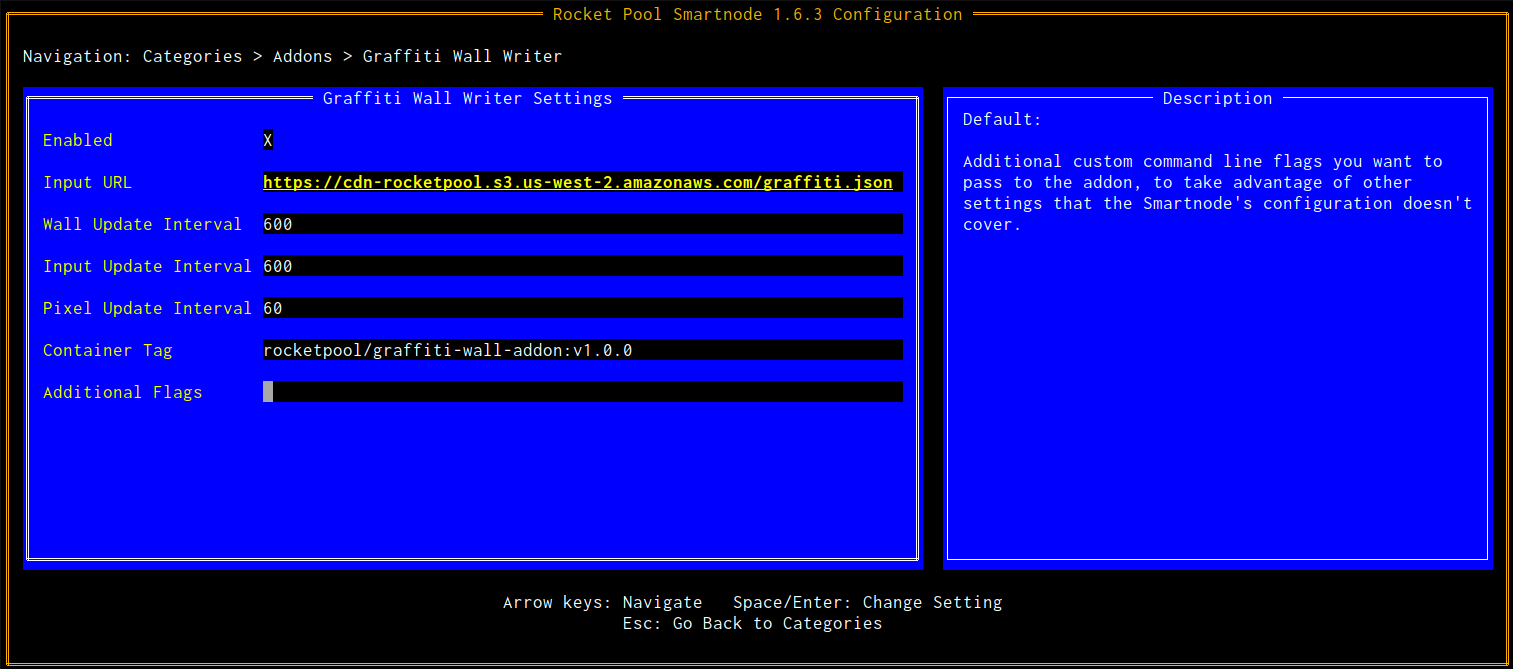 Rocket Pool Smartnode 1.6.3 Configuration
Navigation: Categories > Addons > Graffiti Wall Writer
Graffiti Wall Writer Settings
Enabled X
Input URL https://cdn-rocketpool.s3.us-west-2.amazonaws.com/graffiti.json
Wall Update Interval 600
Input Update Interval 600
Pixel Update Interval 60
Container Tag rocketpool/graffiti-wall-addon:v1.0.0
Additional Flags
Description
Default:
Additional custom command line flags you want to
pass to the addon, to take advantage of other
settings that the Smartnode's configuration doesn't
cover.
Arrow keys: Navigate Space/Enter: Change Setting
Esc: Go Back to Categories